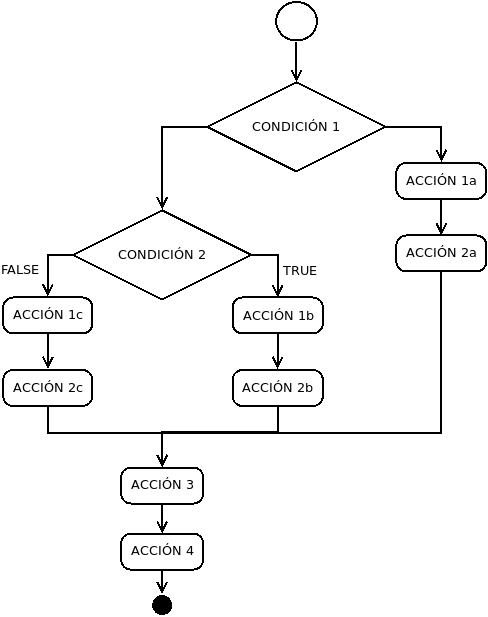 CONDICIÓN 1
ACCIÓN 1a
ACCIÓN 2a
CONDICIÓN 2
FALSE
TRUE
ACCIÓN 1c
ACCIÓN 1b
ACCIÓN 2c
ACCIÓN 2b
ACCIÓN 3
ACCIÓN 4